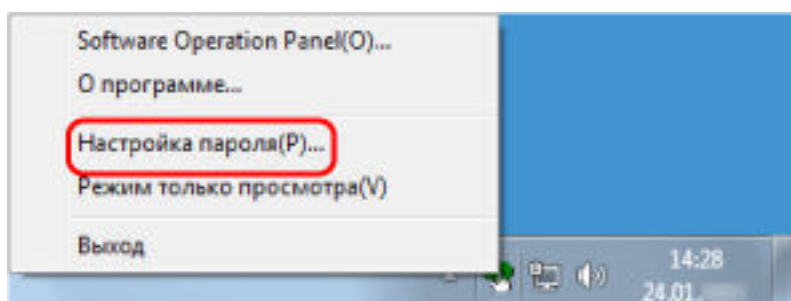 Software Operation Panel(O)...
О программе...
Настройка пароля(P)...
Режим только просмотра(V)
Выход
14:28
24.01.